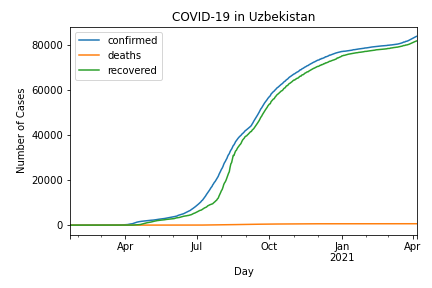 COVID-19 in Uzbekistan
confirmed
deaths
recovered
80000
60000
40000
20000
0
Number of Cases
Apr
Jul
Oct
Jan
2021
Apr
Day